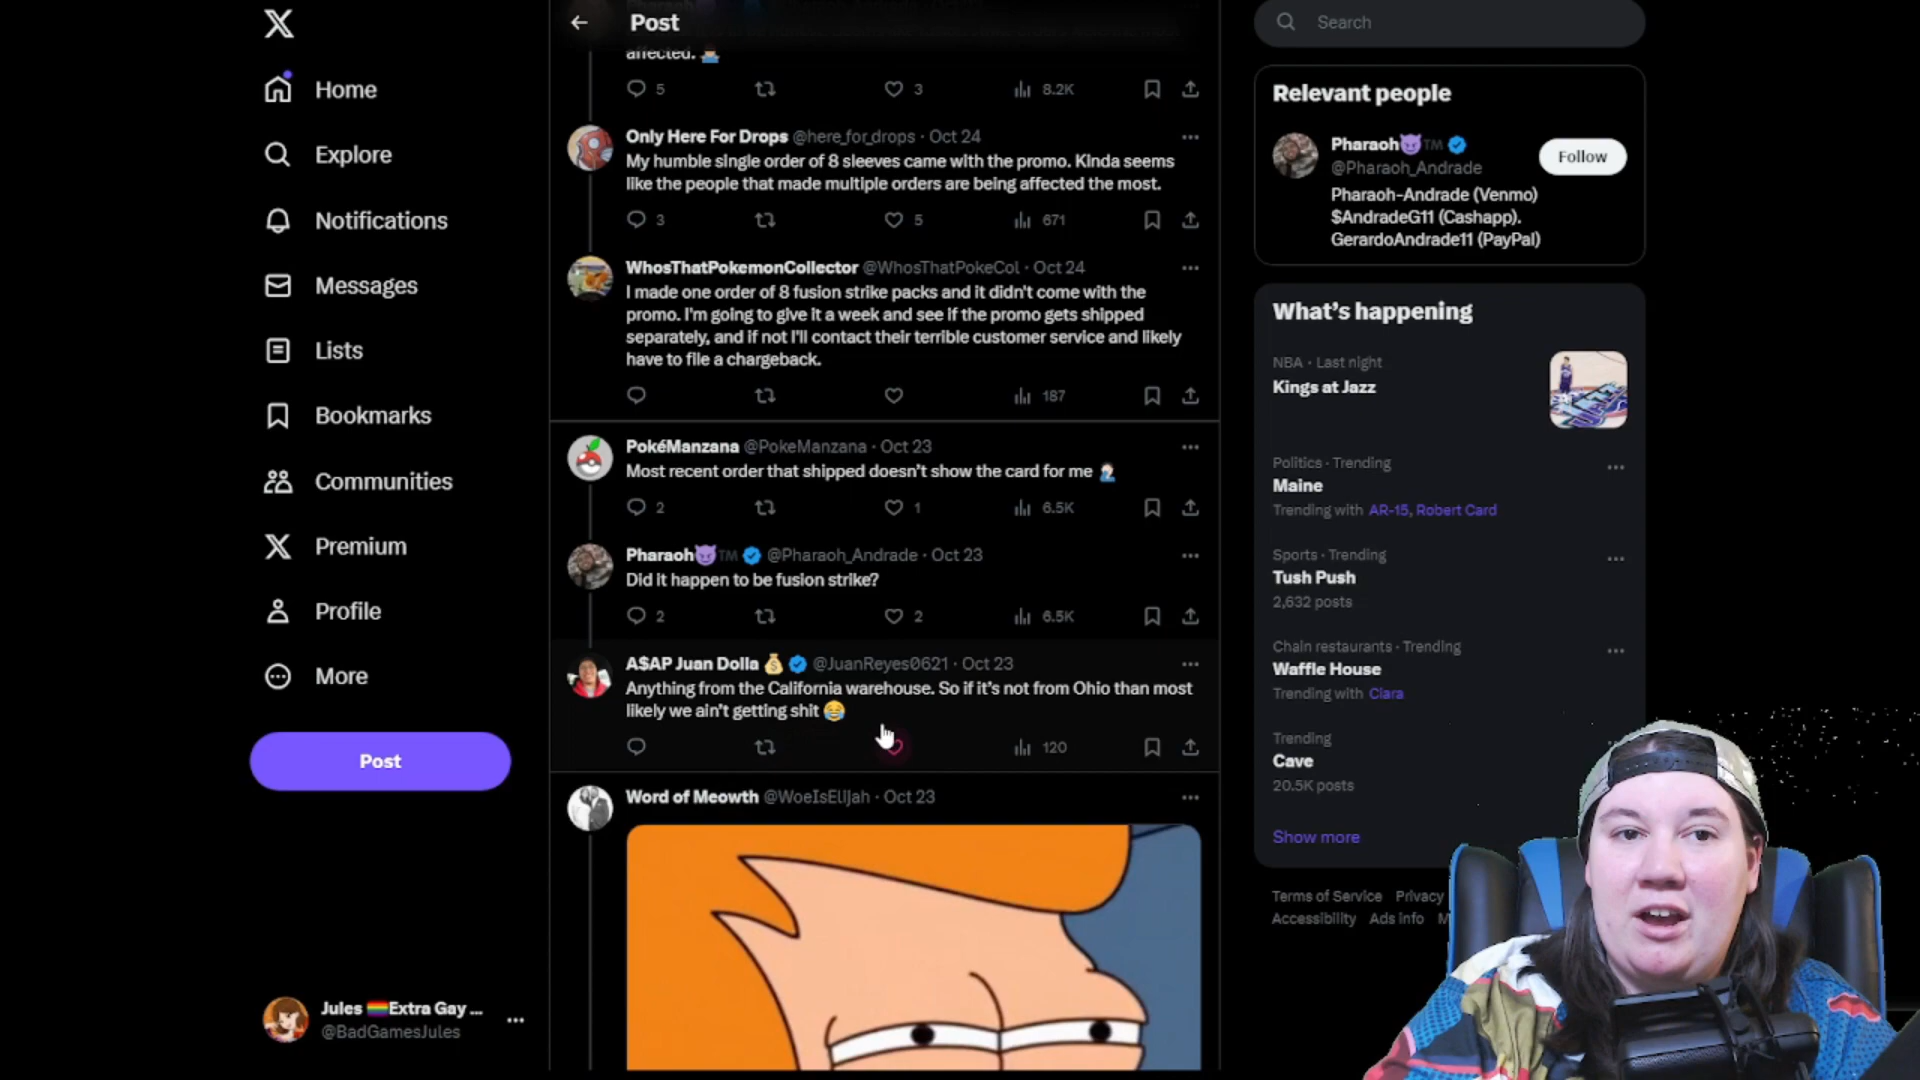 Home
Explore
Notifications
Messages
Lists
Bookmarks
Communities
Premium
Profile
More
Post
Jules Extra Gay ...
@BadGamesJules
Post
affected.
5 3 8.2K
Only Here For Drops @here_for_drops · Oct 24
My humble single order of 8 sleeves came with the promo. Kinda seems
like the people that made multiple orders are being affected the most.
3 5 671
WhosThatPokemonCollector @WhosThatPokeCol · Oct 24
I made one order of 8 fusion strike packs and it didn't come with the
promo. I'm going to give it a week and see if the promo gets shipped
separately, and if not I'll contact their terrible customer service and likely
have to file a chargeback.
187
PokéManzana @PokeManzana · Oct 23
Most recent order that shipped doesn't show the card for me
2 1 6.5K
Pharaoh😈TM @Pharaoh_Andrade · Oct 23
Did it happen to be fusion strike?
2 2 6.5K
A$AP Juan Dolla 💰 @JuanReyes0621 · Oct 23
Anything from the California warehouse. So if it's not from Ohio than most
likely we ain't getting shit 😂
120
Word of Meowth @WoeIsElijah · Oct 23
Search
Relevant people
Pharaoh😈TM
@Pharaoh_Andrade
Follow
Pharaoh-Andrade (Venmo)
$AndradeG11 (Cashapp).
GerardoAndrade11 (PayPal)
What's happening
NBA · Last night
Kings at Jazz
Politics · Trending
Maine
Trending with AR-15, Robert Card
Sports · Trending
Tush Push
2,632 posts
Chain restaurants · Trending
Waffle House
Trending with Ciara
Trending
Cave
20.5K posts
Show more
Terms of Service Privacy
Accessibility Ads info M